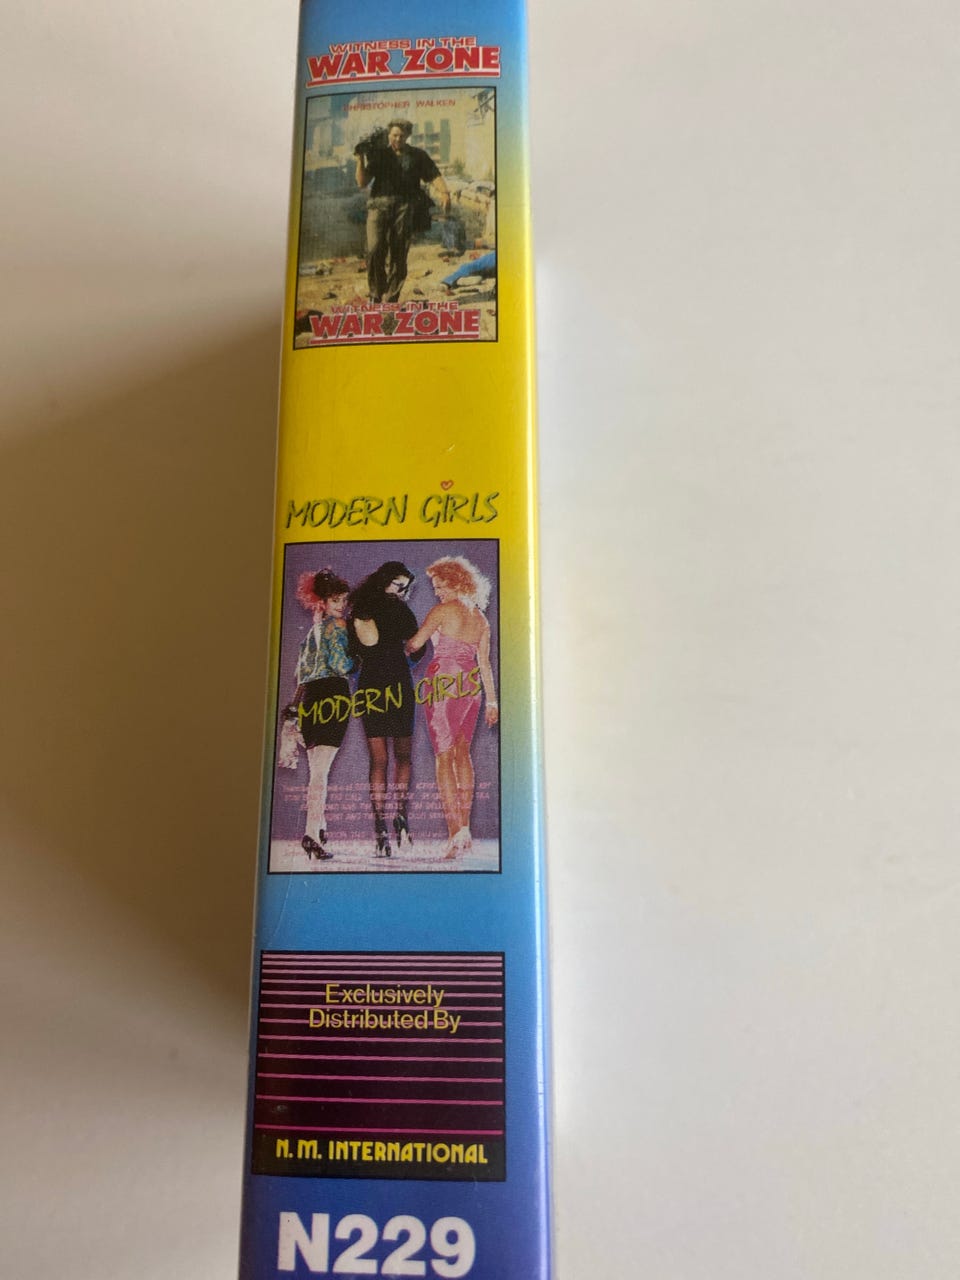 WITNESS IN THE
WAR ZONE
CHRISTOPHER WALKEN
WITNESS IN THE
WAR ZONE
MODERN GIRLS
MODERN GIRLS
Exclusively
Distributed By
N. M. INTERNATIONAL
N229